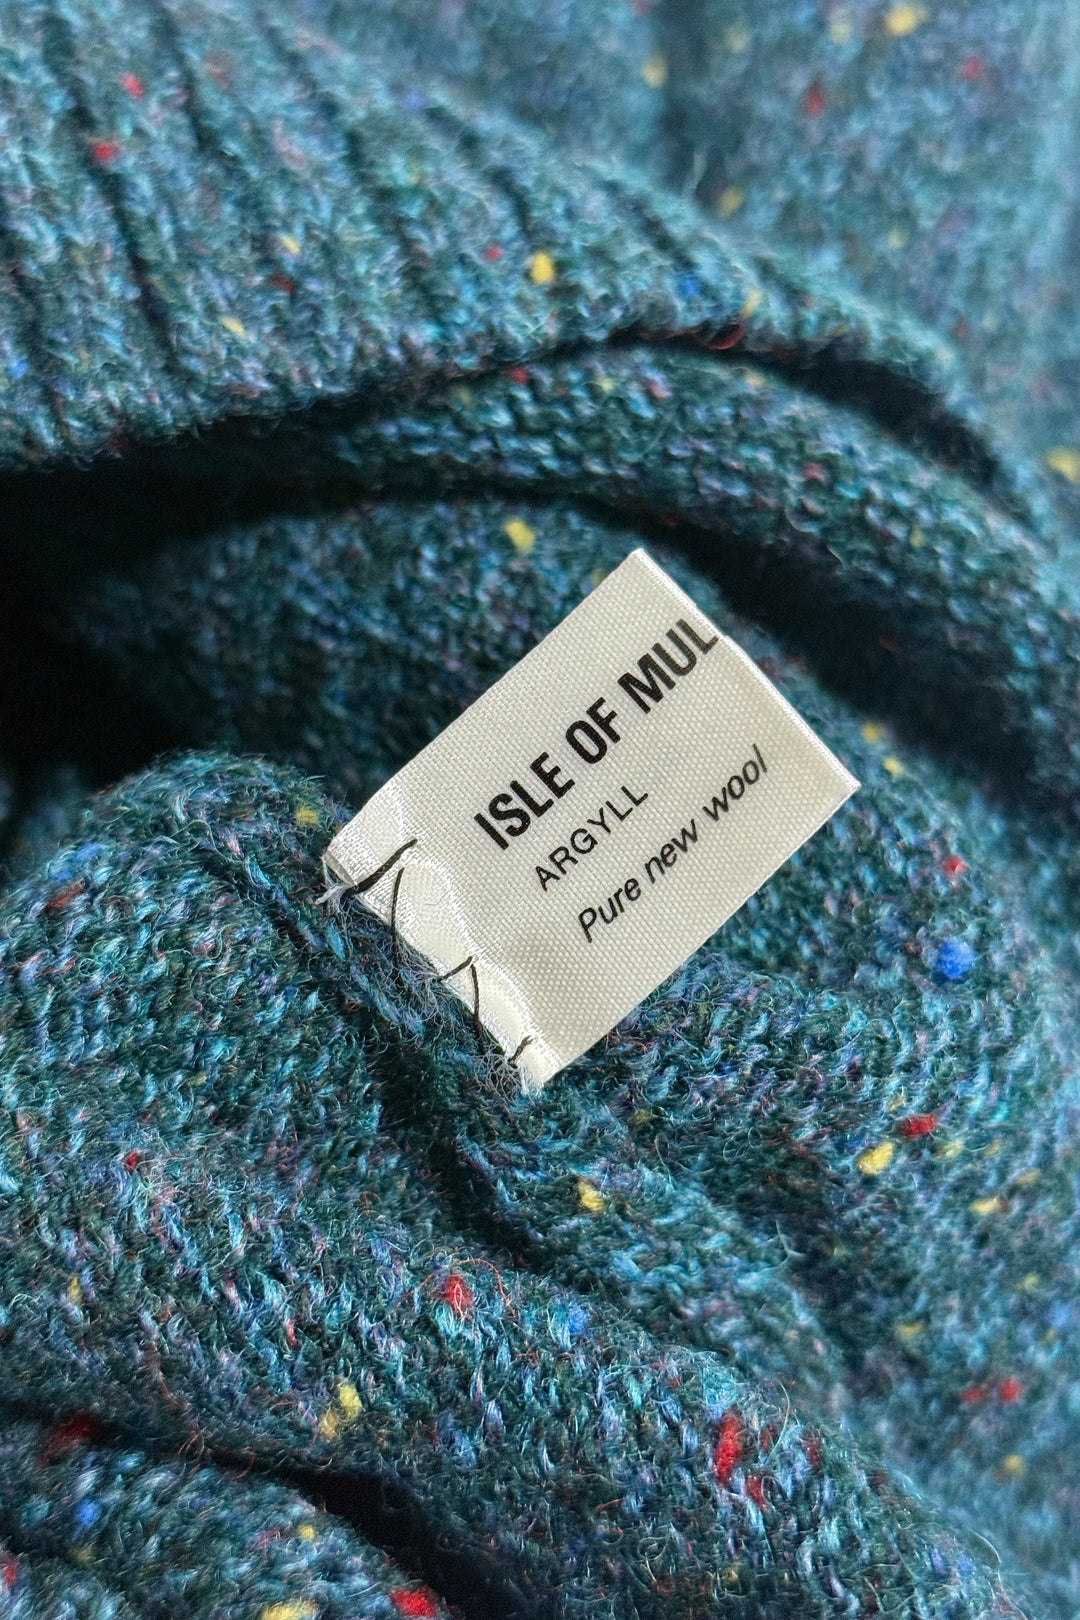 ISLE OF MUL
ARGYLL
Pure new wool